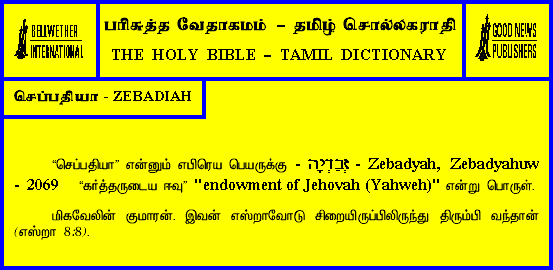 BELLWETHER
INTERNATIONAL
பரிசுத்த வேதாகமம் – தமிழ் சொல்லகராதி
THE HOLY BIBLE – TAMIL DICTIONARY
GOOD NEWS
PUBLISHERS
செப்பதியா - ZEBADIAH
“செப்பதியா” என்னும் எபிரெய பெயருக்கு - זְבַדְיָה - Zebadyah, Zebadyahuw
- 2069 “கர்த்தருடைய ஈவு” "endowment of Jehovah (Yahweh)" என்று பொருள்.
மிகவேலின் குமாரன். இவன் எஸ்றாவோடு சிறையிருப்பிலிருந்து திரும்பி வந்தான்
(எஸ்றா 8:8).